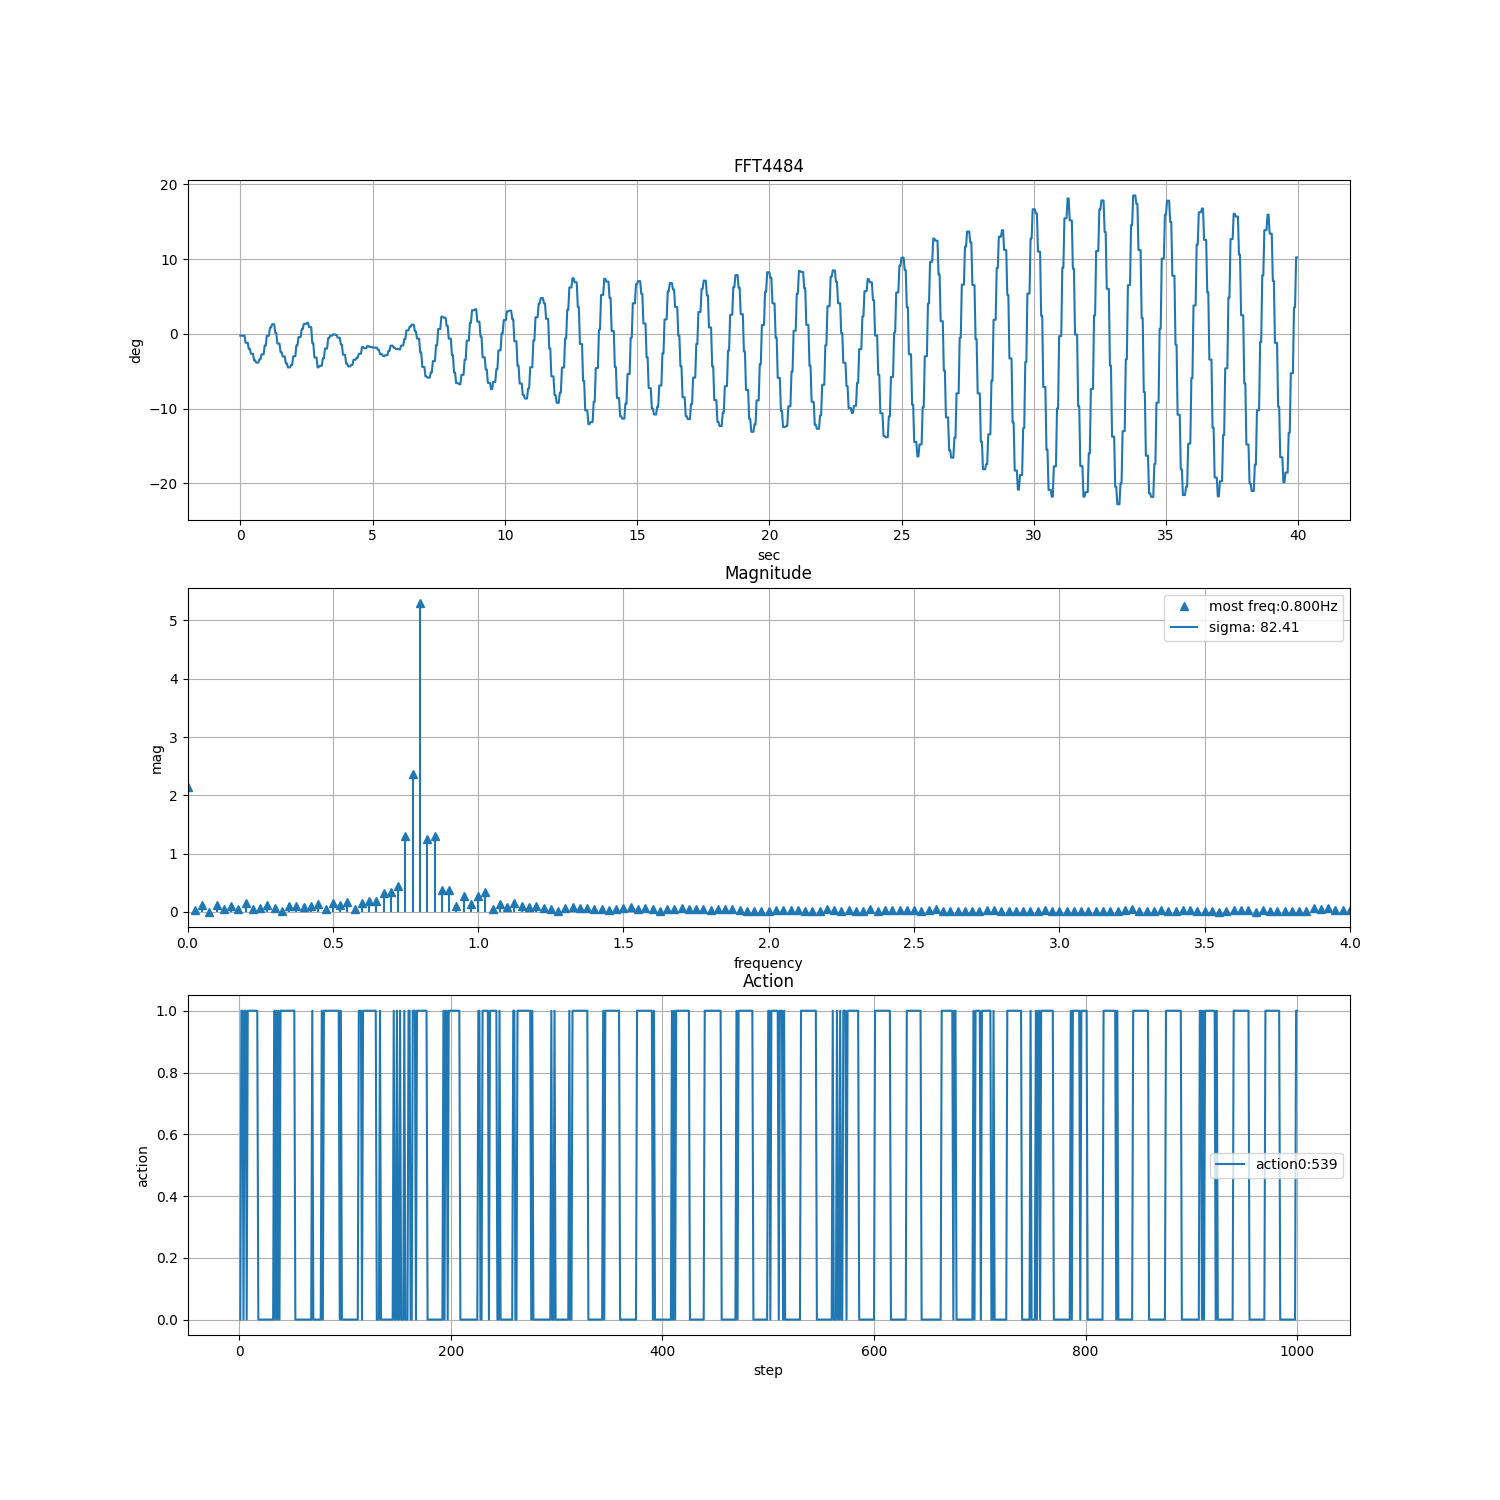 FFT4484
20
10
0
−10
−20
deg
0 5 10 15 20 25 30 35 40
sec
Magnitude
most freq:0.800Hz
sigma: 82.41
5
4
3
2
1
0
mag
0.0 0.5 1.0 1.5 2.0 2.5 3.0 3.5 4.0
frequency
Action
1.0
0.8
0.6
0.4
0.2
0.0
action
action0:539
0 200 400 600 800 1000
step